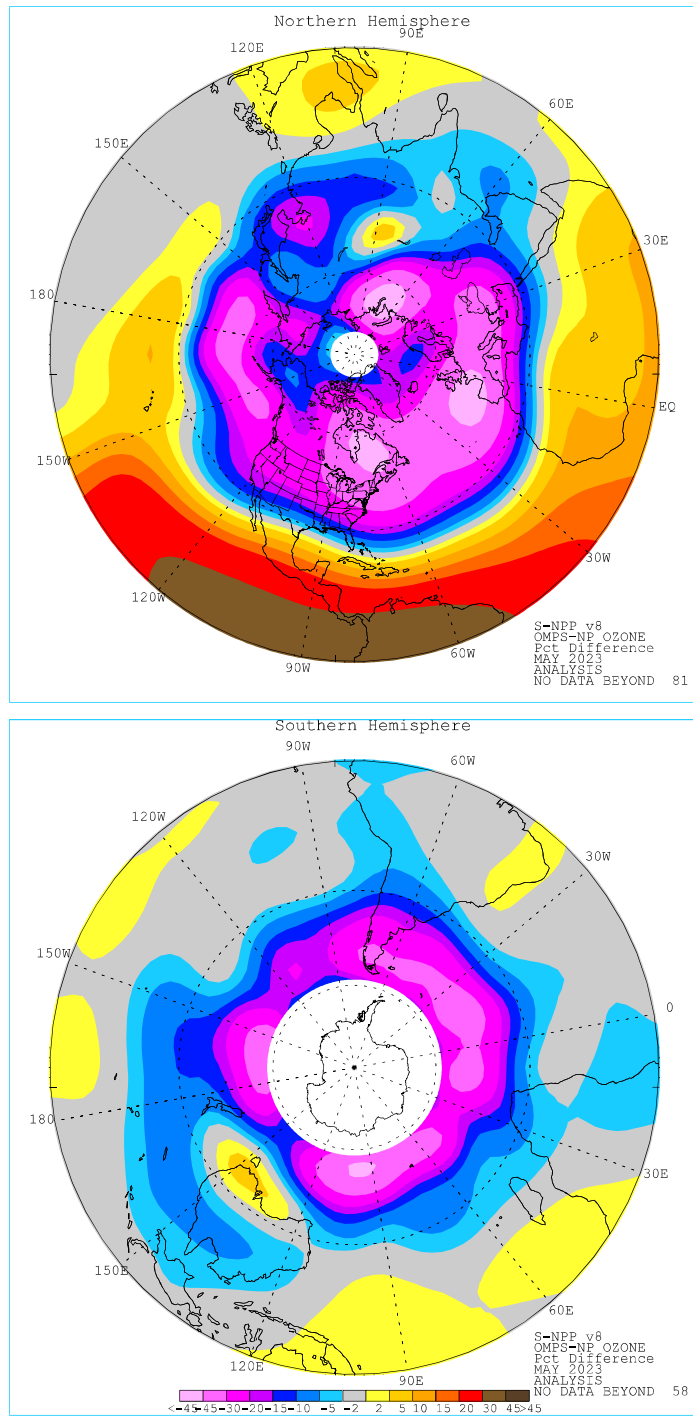 Northern Hemisphere
90E
120E
60E
150E
30E
180
EQ
150W
30W
120W
60W
90W
S-NPP v8
OMPS-NP OZONE
Pct Difference
MAY 2023
ANALYSIS
NO DATA BEYOND 81
Southern Hemisphere
90W
60W
120W
30W
150W
0
180
30E
150E
60E
120E
90E
S-NPP v8
OMPS-NP OZONE
Pct Difference
MAY 2023
ANALYSIS
NO DATA BEYOND 58
<-45 -45 -30 -20 -15 -10 -5 -2 2 5 10 15 20 30 45 >45